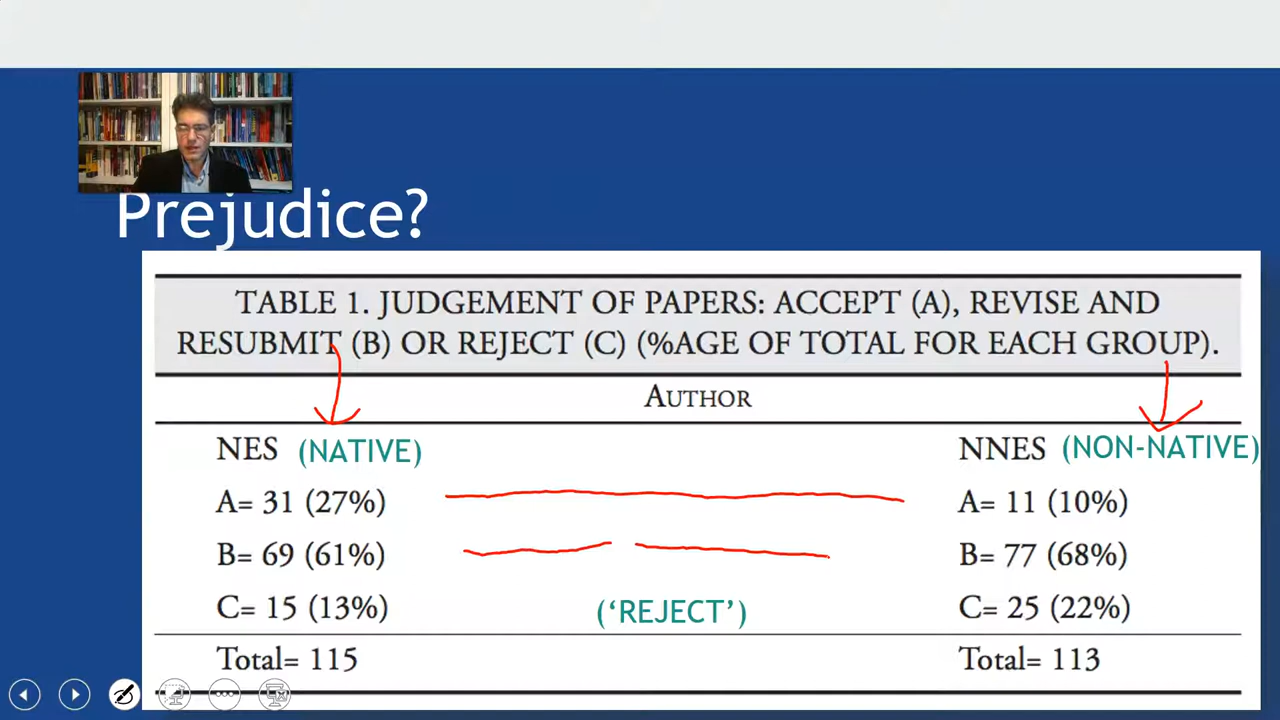 Prejudice?
TABLE 1. JUDGEMENT OF PAPERS: ACCEPT (A), REVISE AND
RESUBMIT (B) OR REJECT (C) (%AGE OF TOTAL FOR EACH GROUP).
AUTHOR
NES (NATIVE) NNES (NON-NATIVE)
A= 31 (27%) A= 11 (10%)
B= 69 (61%) B= 77 (68%)
C= 15 (13%) (‘REJECT’) C= 25 (22%)
Total= 115 Total= 113